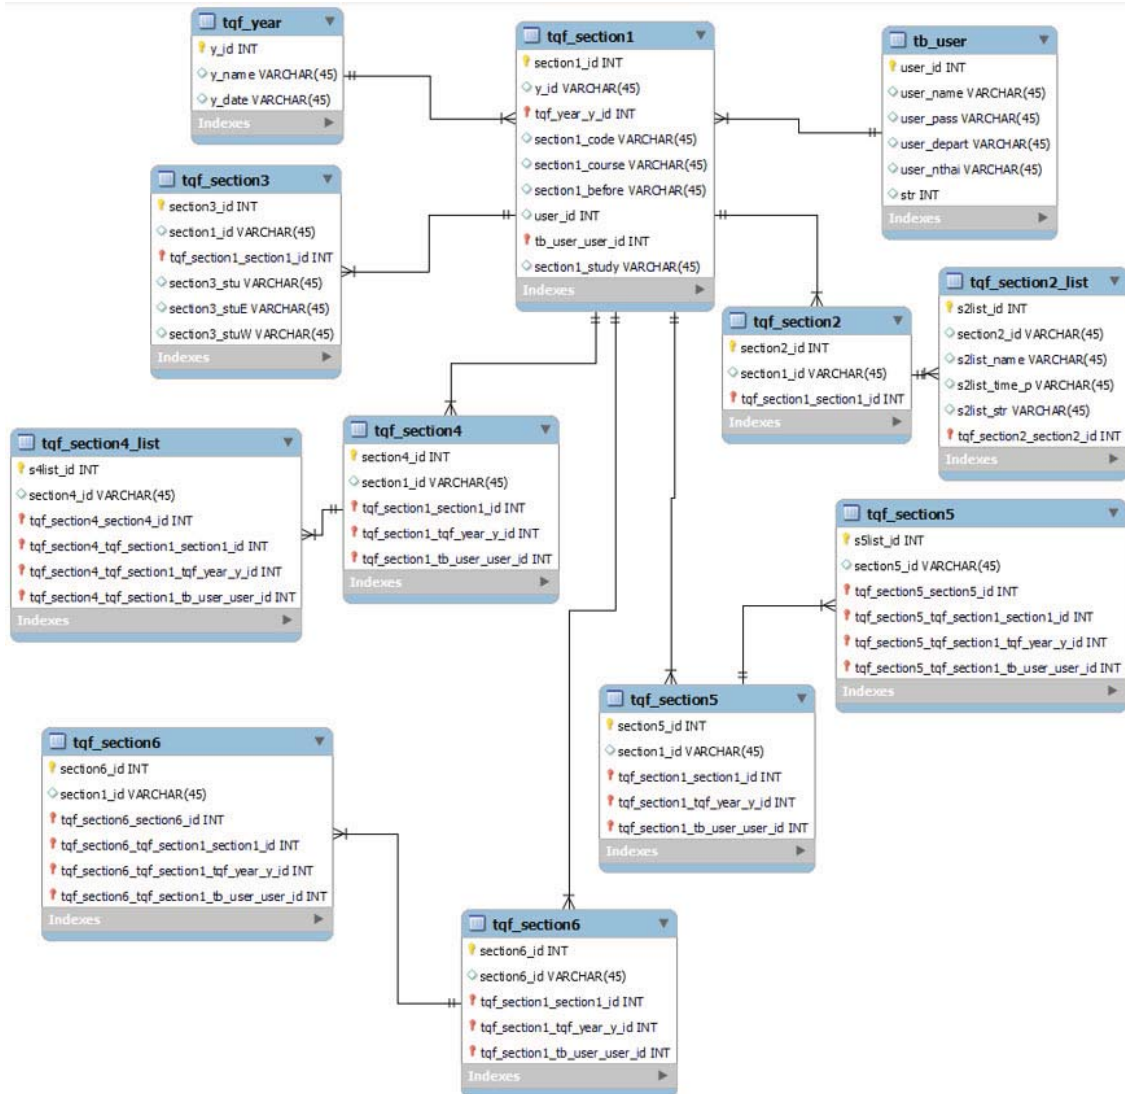 tqf_year
y_id INT
y_name VARCHAR(45)
y_date VARCHAR(45)
Indexes
tqf_section1
section1_id INT
y_id VARCHAR(45)
tqf_year_y_id INT
section1_code VARCHAR(45)
section1_course VARCHAR(45)
section1_before VARCHAR(45)
user_id INT
tb_user_user_id INT
section1_study VARCHAR(45)
Indexes
tb_user
user_id INT
user_name VARCHAR(45)
user_pass VARCHAR(45)
user_depart VARCHAR(45)
user_nthai VARCHAR(45)
str INT
Indexes
tqf_section3
section3_id INT
section1_id VARCHAR(45)
tqf_section1_section1_id INT
section3_stu VARCHAR(45)
section3_stuE VARCHAR(45)
section3_stuW VARCHAR(45)
Indexes
tqf_section2
section2_id INT
section1_id VARCHAR(45)
tqf_section1_section1_id INT
Indexes
tqf_section2_list
s2list_id INT
section2_id VARCHAR(45)
s2list_name VARCHAR(45)
s2list_time_p VARCHAR(45)
s2list_str VARCHAR(45)
tqf_section2_section2_id INT
Indexes
tqf_section4_list
s4list_id INT
section4_id VARCHAR(45)
tqf_section4_section4_id INT
tqf_section4_tqf_section1_section1_id INT
tqf_section4_tqf_section1_tqf_year_y_id INT
tqf_section4_tqf_section1_tb_user_user_id INT
Indexes
tqf_section4
section4_id INT
section1_id VARCHAR(45)
tqf_section1_section1_id INT
tqf_section1_tqf_year_y_id INT
tqf_section1_tb_user_user_id INT
Indexes
tqf_section5
s5list_id INT
section5_id VARCHAR(45)
tqf_section5_section5_id INT
tqf_section5_tqf_section1_section1_id INT
tqf_section5_tqf_section1_tqf_year_y_id INT
tqf_section5_tqf_section1_tb_user_user_id INT
Indexes
tqf_section5
section5_id INT
section1_id VARCHAR(45)
tqf_section1_section1_id INT
tqf_section1_tqf_year_y_id INT
tqf_section1_tb_user_user_id INT
Indexes
tqf_section6
section6_id INT
section1_id VARCHAR(45)
tqf_section6_section6_id INT
tqf_section6_tqf_section1_section1_id INT
tqf_section6_tqf_section1_tqf_year_y_id INT
tqf_section6_tqf_section1_tb_user_user_id INT
Indexes
tqf_section6
section6_id INT
section6_id VARCHAR(45)
tqf_section1_section1_id INT
tqf_section1_tqf_year_y_id INT
tqf_section1_tb_user_user_id INT
Indexes